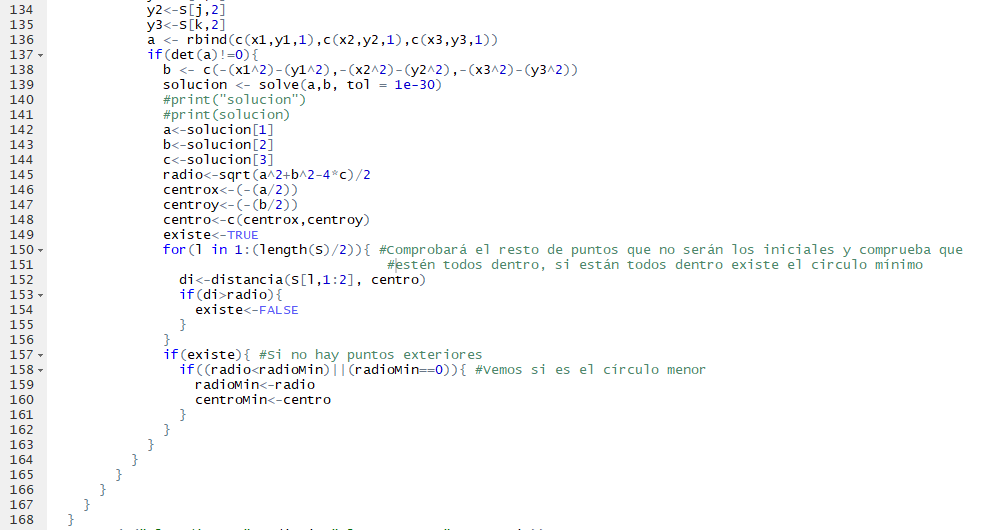 134 y2<-S[j,2]
135 y3<-S[k,2]
136 a <- rbind(c(x1,y1,1),c(x2,y2,1),c(x3,y3,1))
137 if(det(a)!=0){
138 b <- c(-(x1^2)-(y1^2),-(x2^2)-(y2^2),-(x3^2)-(y3^2))
139 solucion <- solve(a,b, tol = 1e-30)
140 #print("solucion")
141 #print(solucion)
142 a<-solucion[1]
143 b<-solucion[2]
144 c<-solucion[3]
145 radio<-sqrt(a^2+b^2-4*c)/2
146 centrox<-(-(a/2))
147 centroy<-(-(b/2))
148 centro<-c(centrox,centroy)
149 existe<-TRUE
150 for(l in 1:(length(S)/2)){ #Comprobará el resto de puntos que no serán los iniciales y comprueba que
151 #estén todos dentro, si están todos dentro existe el círculo mínimo
152 di<-distancia(S[l,1:2], centro)
153 if(di>radio){
154 existe<-FALSE
155 }
156 }
157 if(existe){ #Si no hay puntos exteriores
158 if((radio<radioMin)||(radioMin==0)){ #Vemos si es el círculo menor
159 radioMin<-radio
160 centroMin<-centro
161 }
162 }
163 }
164 }
165 }
166 }
167 }
168 }